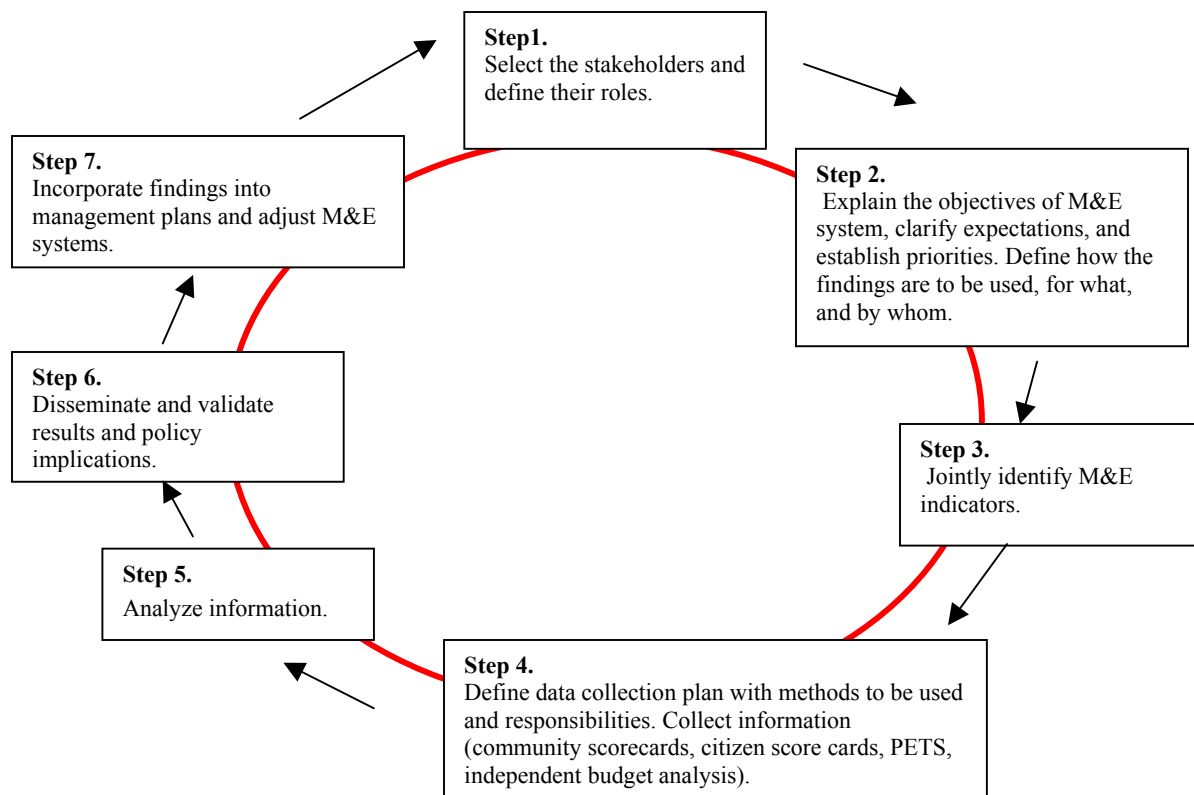 Step1.
Select the stakeholders and
define their roles.
Step 2.
Explain the objectives of M&E
system, clarify expectations, and
establish priorities. Define how the
findings are to be used, for what,
and by whom.
Step 3.
Jointly identify M&E
indicators.
Step 4.
Define data collection plan with methods to be used
and responsibilities. Collect information
(community scorecards, citizen score cards, PETS,
independent budget analysis).
Step 5.
Analyze information.
Step 6.
Disseminate and validate
results and policy
implications.
Step 7.
Incorporate findings into
management plans and adjust M&E
systems.